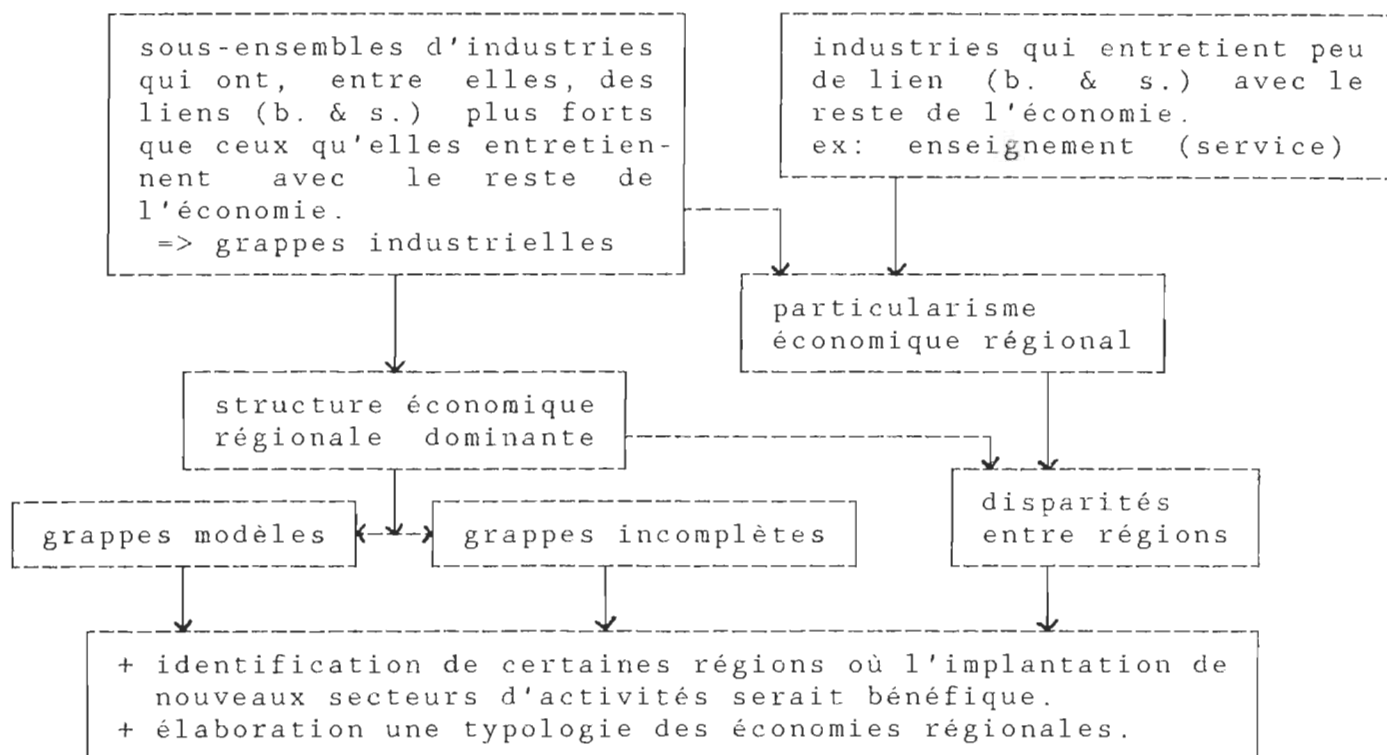 sous-ensembles d'industries
qui ont, entre elles, des
liens (b. & s.) plus forts
que ceux qu'elles entretien-
nent avec le reste de
l'économie.
=> grappes industrielles
industries qui entretient peu
de lien (b. & s.) avec le
reste de l'économie.
ex: enseignement (service)
particularisme
économique régional
structure économique
régionale dominante
grappes modèles
grappes incomplètes
disparités
entre régions
+ identification de certaines régions où l'implantation de
nouveaux secteurs d'activités serait bénéfique.
+ élaboration une typologie des économies régionales.